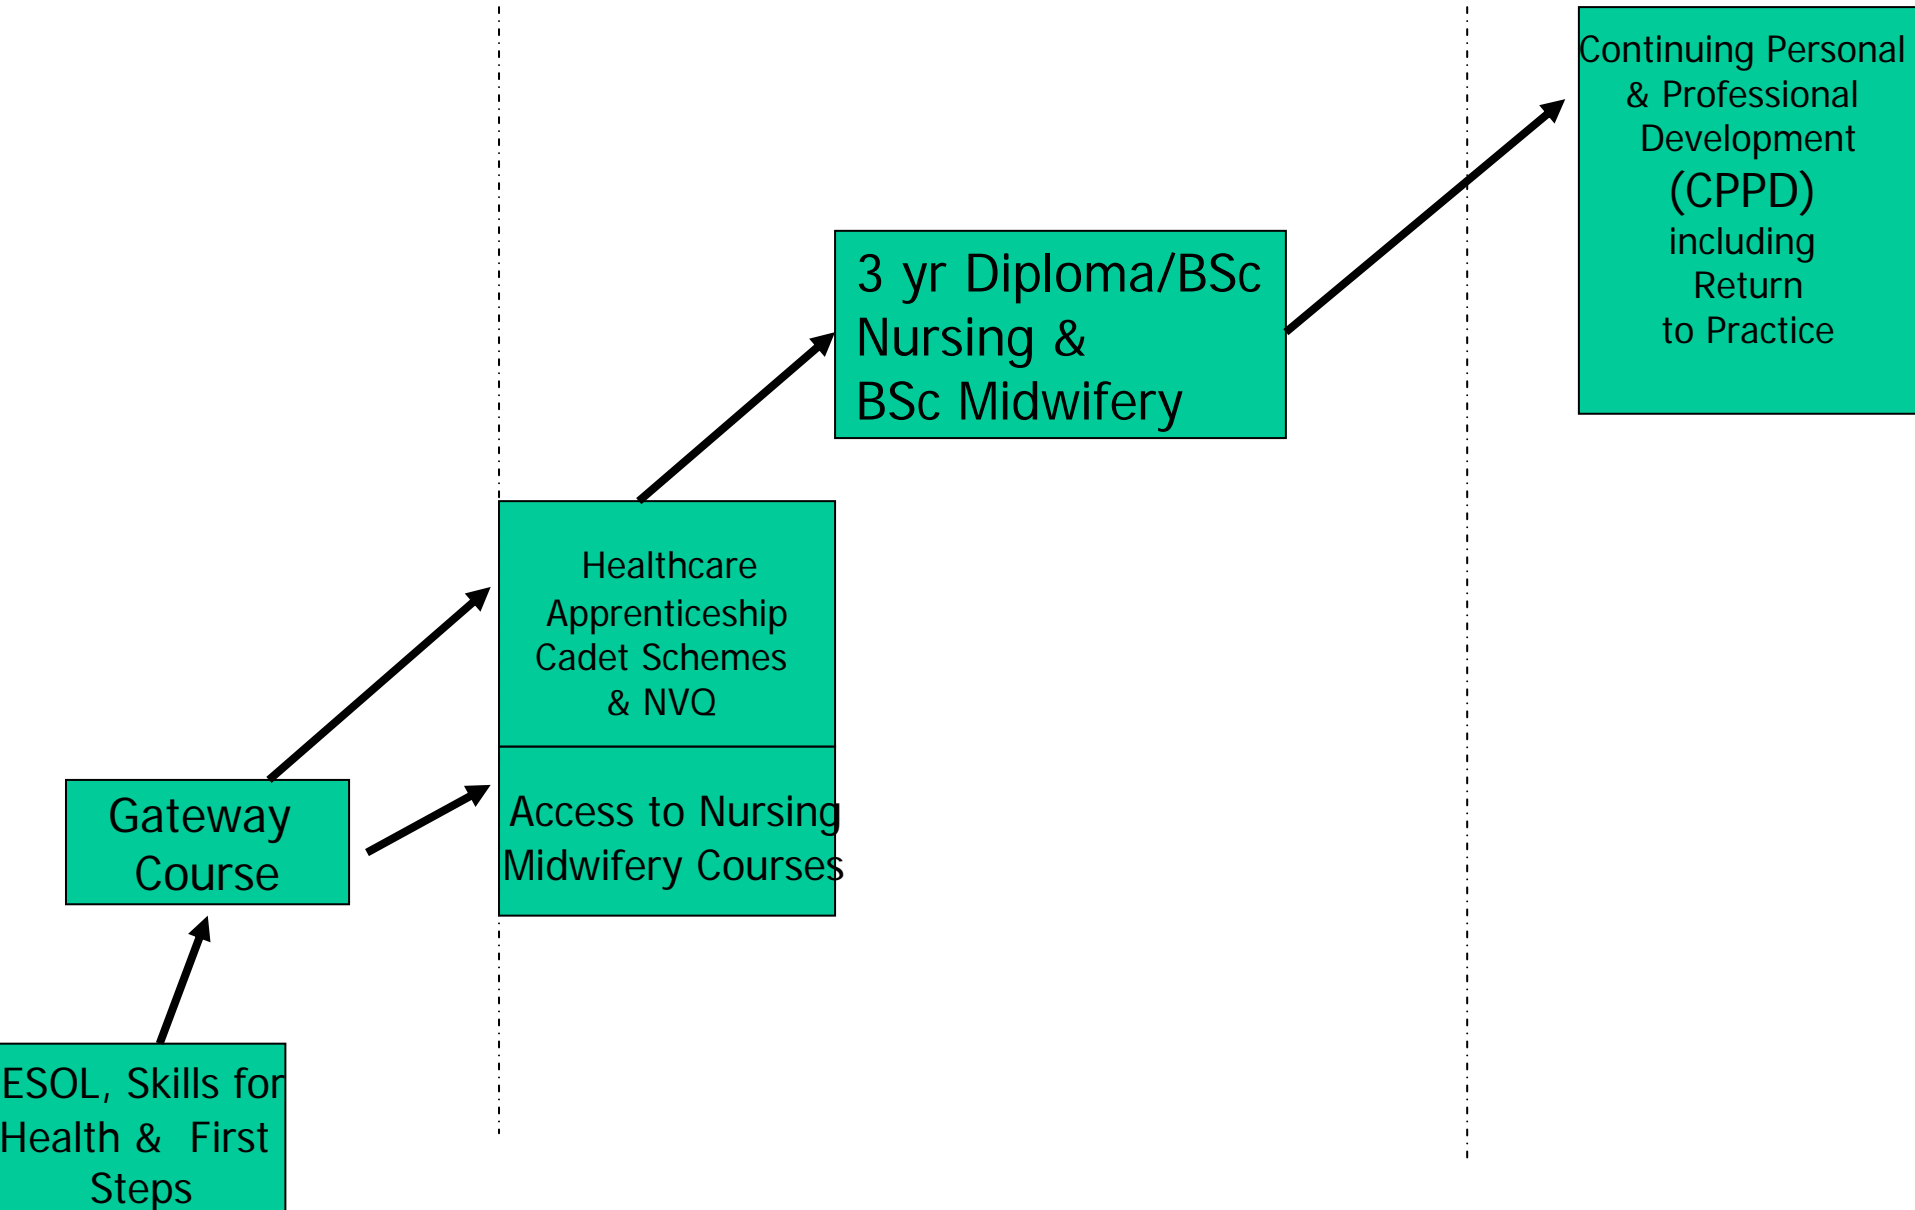 Continuing Personal
& Professional
Development
(CPPD)
including
Return
to Practice
3 yr Diploma/BSc
Nursing &
BSc Midwifery
Healthcare
Apprenticeship
Cadet Schemes
& NVQ
Access to Nursing
Midwifery Courses
Gateway
Course
ESOL, Skills for
Health & First
Steps